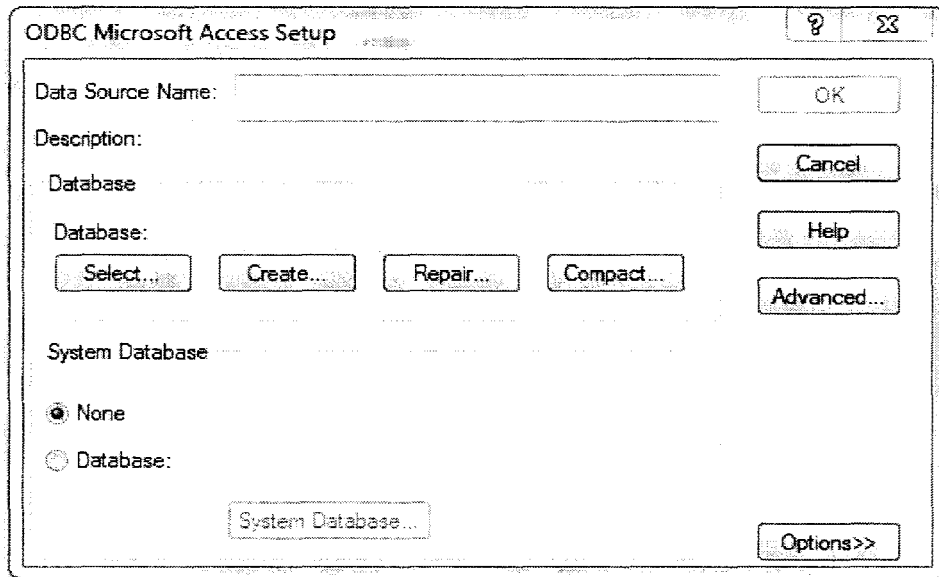 ODBC Microsoft Access Setup
Data Source Name:
OK
Description:
Cancel
Database
Database:
Help
Select...
Create...
Repair...
Compact...
Advanced...
System Database
None
Database:
System Database...
Options>>